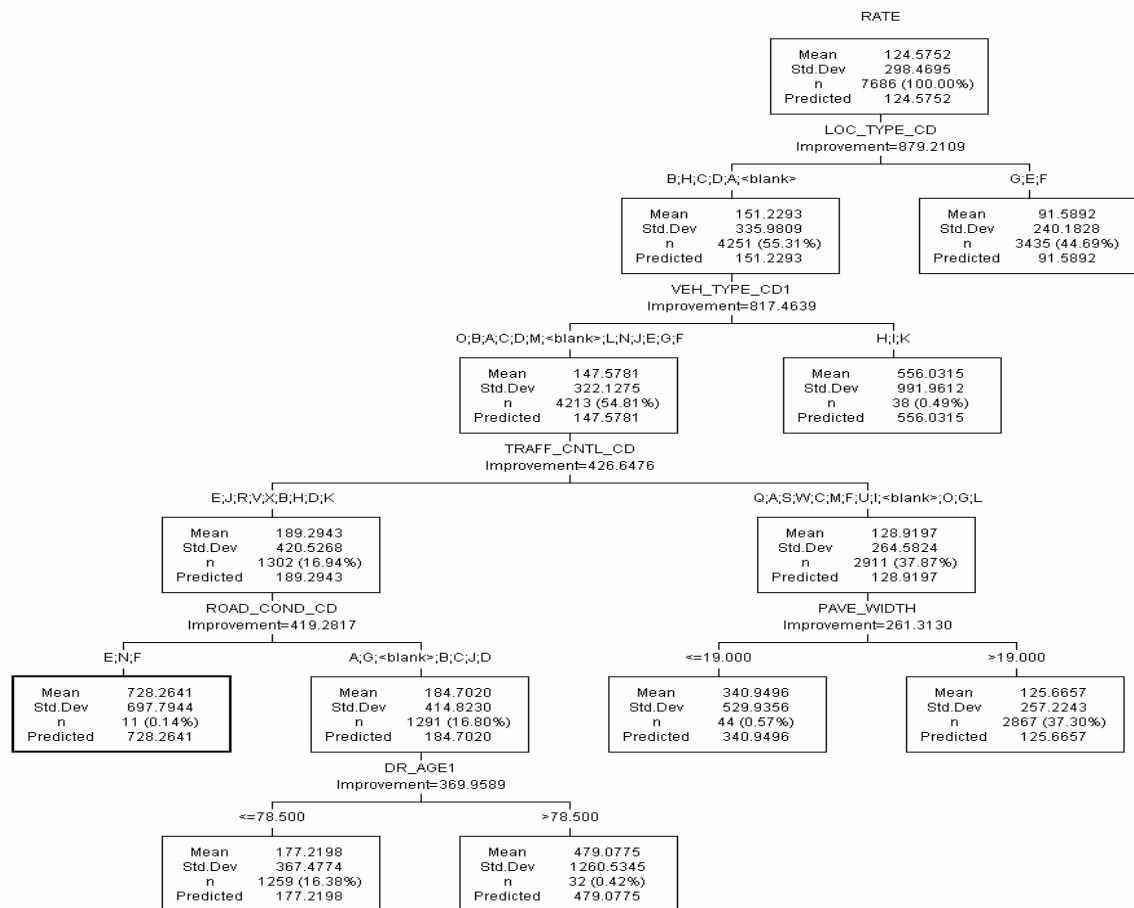 RATE
Mean 124.5752
Std.Dev 298.4695
n 7686 (100.00%)
Predicted 124.5752
LOC_TYPE_CD
Improvement=879.2109
B;H;C;D;A;<blank>
G;E;F
Mean 151.2293
Std.Dev 335.9809
n 4251 (55.31%)
Predicted 151.2293
Mean 91.5892
Std.Dev 240.1828
n 3435 (44.69%)
Predicted 91.5892
VEH_TYPE_CD1
Improvement=817.4639
O;B;A;C;D;M;<blank>;L;N;J;E;G;F
H;I;K
Mean 147.5781
Std.Dev 322.1275
n 4213 (54.81%)
Predicted 147.5781
Mean 556.0315
Std.Dev 991.9612
n 38 (0.49%)
Predicted 556.0315
TRAFF_CNTL_CD
Improvement=426.6476
E;J;R;V;X;B;H;D;K
Q;A;S;W;C;M;F;U;I;<blank>;O;G;L
Mean 189.2943
Std.Dev 420.5268
n 1302 (16.94%)
Predicted 189.2943
Mean 128.9197
Std.Dev 264.5824
n 2911 (37.87%)
Predicted 128.9197
ROAD_COND_CD
Improvement=419.2817
PAVE_WIDTH
Improvement=261.3130
E;N;F
A;G;<blank>;B;C;J;D
<=19.000
>19.000
Mean 728.2641
Std.Dev 697.7944
n 11 (0.14%)
Predicted 728.2641
Mean 184.7020
Std.Dev 414.8230
n 1291 (16.80%)
Predicted 184.7020
Mean 340.9496
Std.Dev 529.9356
n 44 (0.57%)
Predicted 340.9496
Mean 125.6657
Std.Dev 257.2243
n 2867 (37.30%)
Predicted 125.6657
DR_AGE1
Improvement=369.9589
<=78.500
>78.500
Mean 177.2198
Std.Dev 367.4774
n 1259 (16.38%)
Predicted 177.2198
Mean 479.0775
Std.Dev 1260.5345
n 32 (0.42%)
Predicted 479.0775